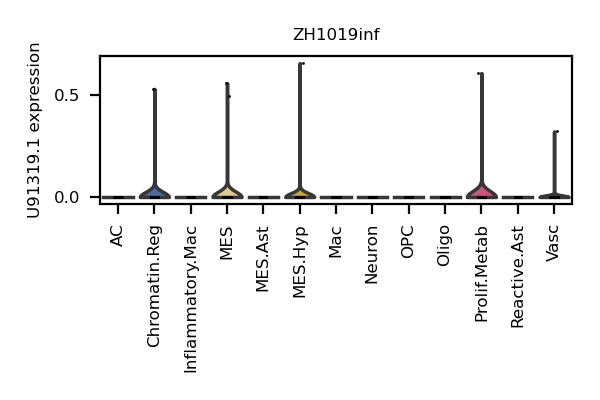 ZH1019inf
U91319.1 expression
0.5
0.0
AC
Chromatin.Reg
Inflammatory.Mac
MES
MES.Ast
MES.Hyp
Mac
Neuron
OPC
Oligo
Prolif.Metab
Reactive.Ast
Vasc